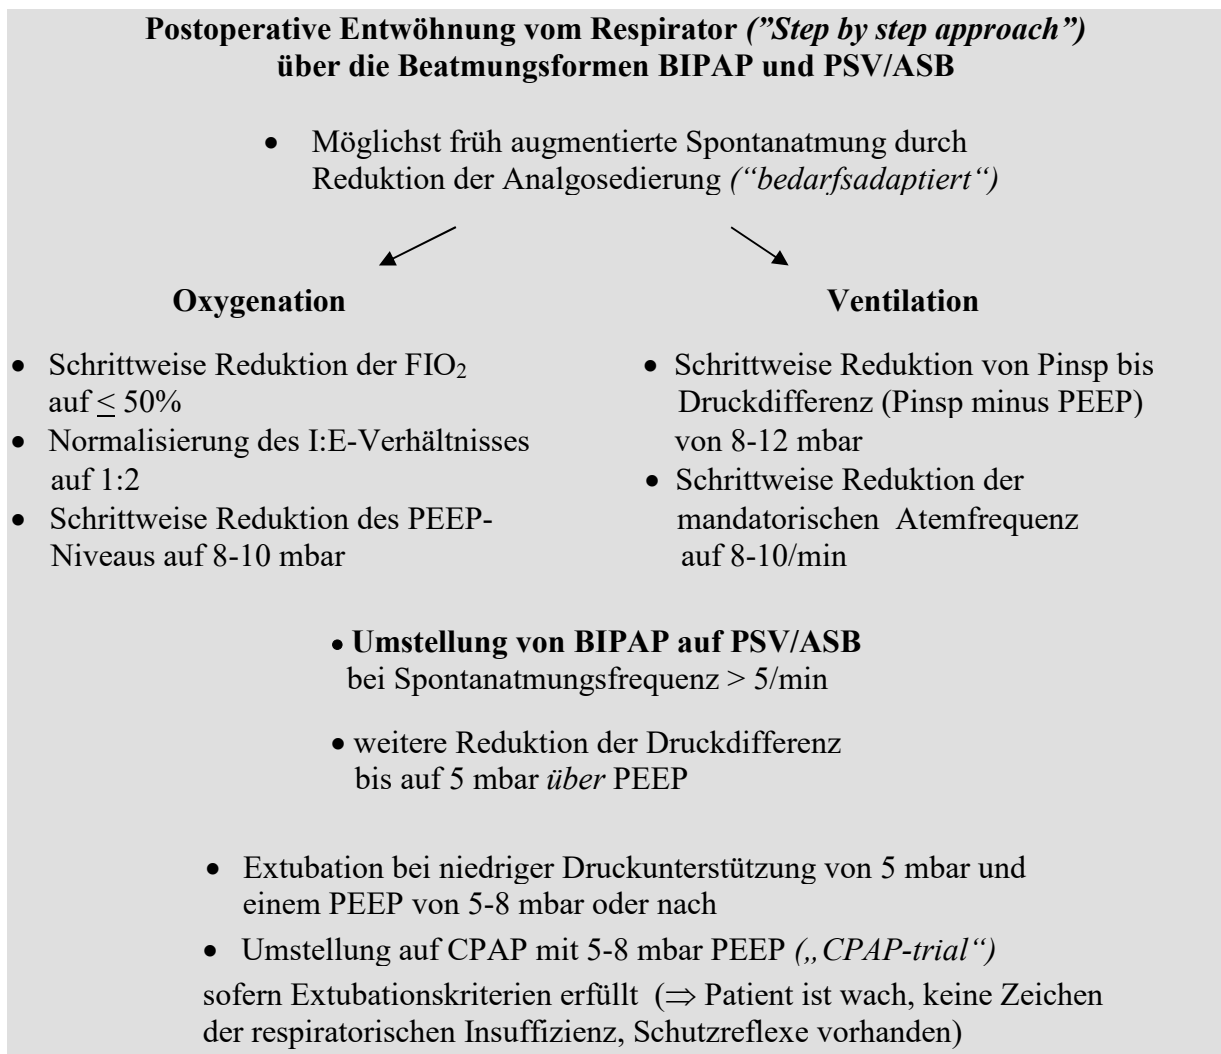 Postoperative Entwöhnung vom Respirator (”Step by step approach”)
über die Beatmungsformen BIPAP und PSV/ASB
• Möglichst früh augmentierte Spontanatmung durch
Reduktion der Analgosedierung (“bedarfsadaptiert“)
Oxygenation
• Schrittweise Reduktion der FIO₂
auf ≤ 50%
• Normalisierung des I:E-Verhältnisses
auf 1:2
• Schrittweise Reduktion des PEEP-
Niveaus auf 8-10 mbar
Ventilation
• Schrittweise Reduktion von Pinsp bis
Druckdifferenz (Pinsp minus PEEP)
von 8-12 mbar
• Schrittweise Reduktion der
mandatorischen Atemfrequenz
auf 8-10/min
• Umstellung von BIPAP auf PSV/ASB
bei Spontanatmungsfrequenz > 5/min
• weitere Reduktion der Druckdifferenz
bis auf 5 mbar über PEEP
• Extubation bei niedriger Druckunterstützung von 5 mbar und
einem PEEP von 5-8 mbar oder nach
• Umstellung auf CPAP mit 5-8 mbar PEEP („CPAP-trial“)
sofern Extubationskriterien erfüllt (⇒ Patient ist wach, keine Zeichen
der respiratorischen Insuffizienz, Schutzreflexe vorhanden)